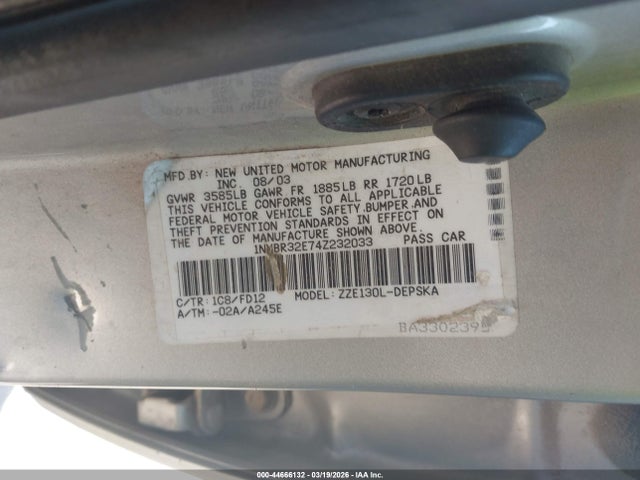 MFD.BY: NEW UNITED MOTOR MANUFACTURING
INC. 08/03
GVWR 3585LB GAWR FR 1885LB RR 1720LB
THIS VEHICLE CONFORMS TO ALL APPLICABLE
FEDERAL MOTOR VEHICLE SAFETY, BUMPER, AND
THEFT PREVENTION STANDARDS IN EFFECT ON
THE DATE OF MANUFACTURE SHOWN ABOVE.
1NXBR32E74Z232033 PASS CAR
C/TR: 1C8/FD12 MODEL: ZZE130L-DEPSKA
A/TM: -02A/A245E
BA330239
000-44666132 - 03/19/2026 - IAA Inc.